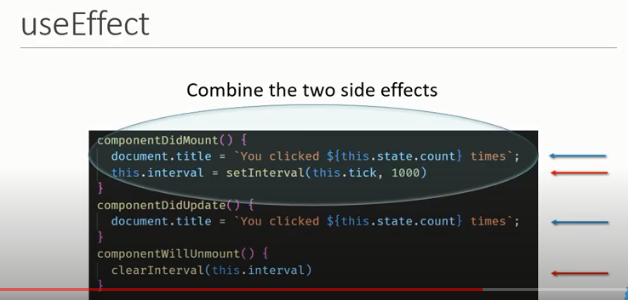 useEffect
Combine the two side effects
componentDidMount() {
document.title = `You clicked ${this.state.count} times`;
this.interval = setInterval(this.tick, 1000)
}
componentDidUpdate() {
document.title = `You clicked ${this.state.count} times`;
}
componentWillUnmount() {
clearInterval(this.interval)
}